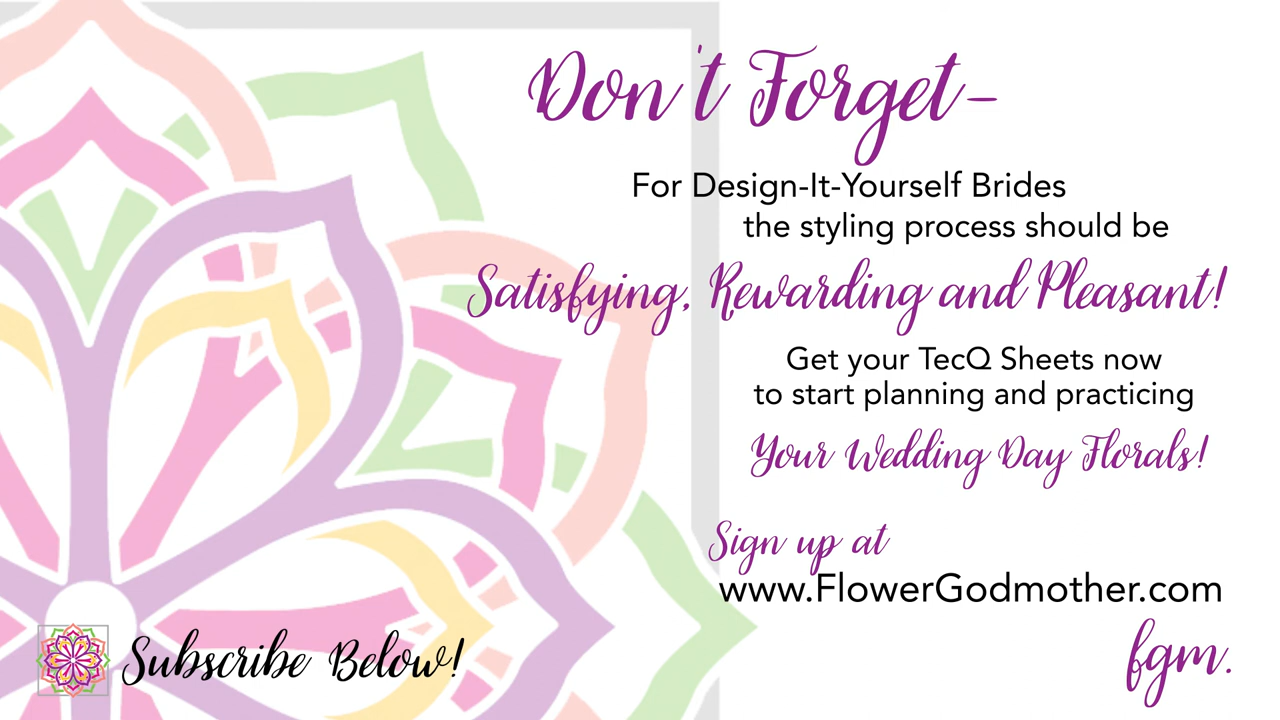 Don't Forget-
For Design-It-Yourself Brides
the styling process should be
Satisfying, Rewarding and Pleasant!
Get your TecQ Sheets now
to start planning and practicing
Your Wedding Day Florals!
Sign up at
www.FlowerGodmother.com
fgm.
Subscribe Below!